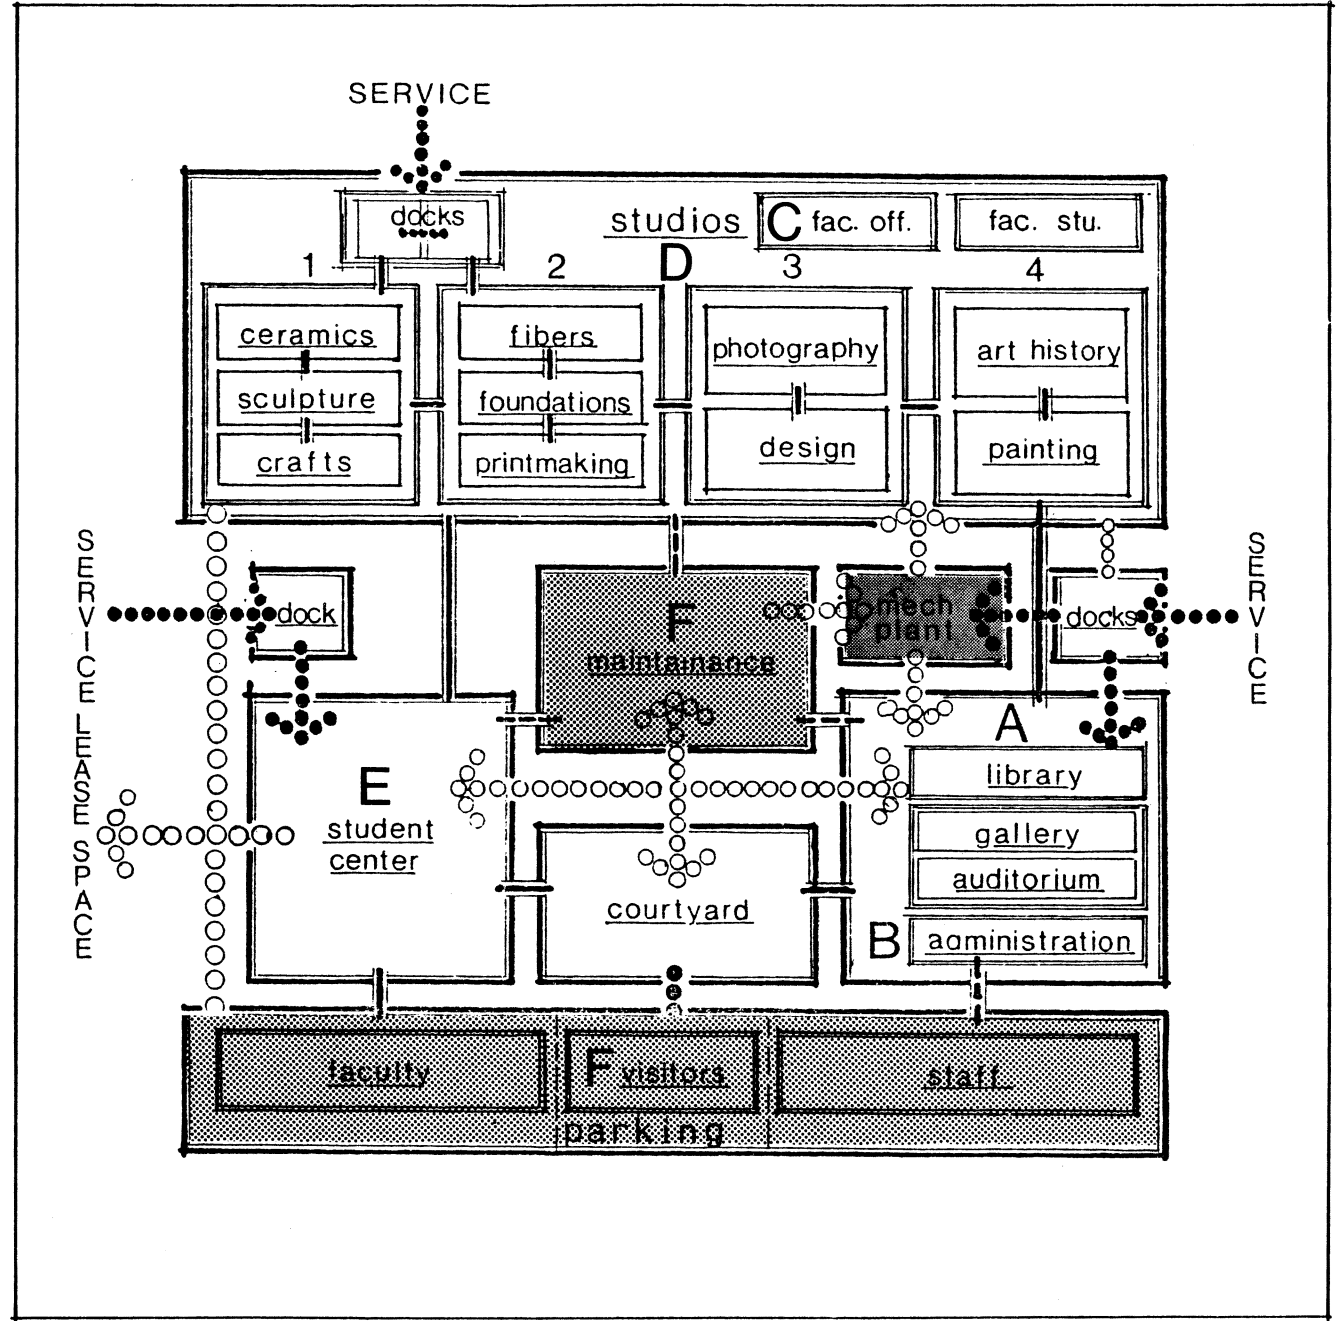 SERVICE
docks
studios
C fac. off.
fac. stu.
1
2
D
3
4
ceramics
sculpture
crafts
fibers
foundations
printmaking
photography
design
art history
painting
SERVICE LEASE SPACE
dock
F
maintainance
mech
plant
docks
SERVICE
E
student
center
courtyard
A
library
gallery
auditorium
B administration
faculty
F visitors
staff
parking